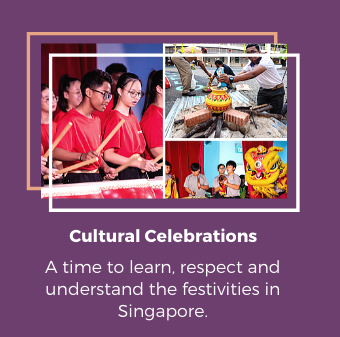 Cultural Celebrations
A time to learn, respect and
understand the festivities in
Singapore.